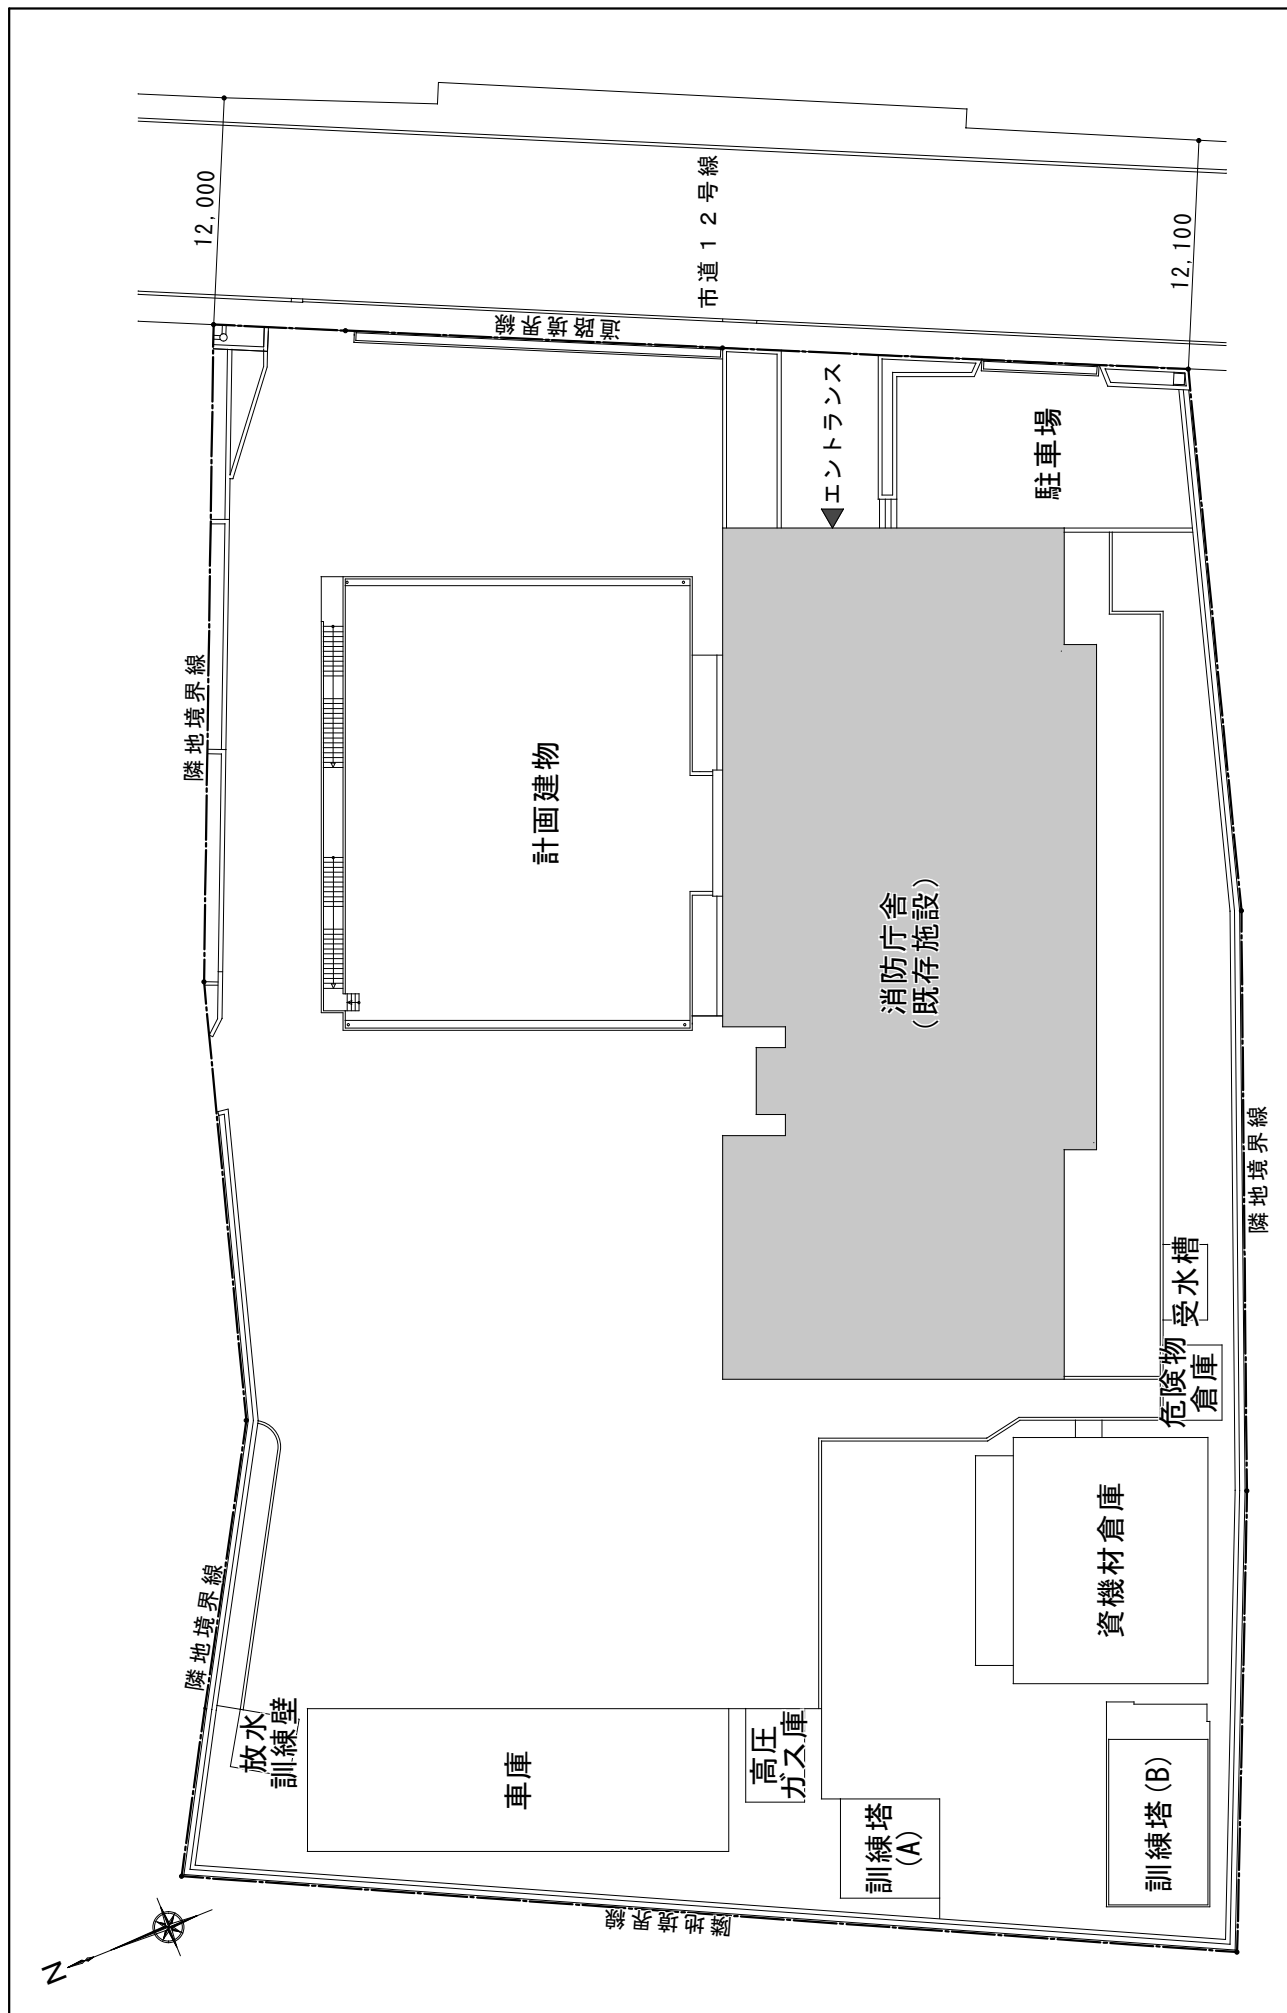 12,000
市道１２号線
12,100
道路境界線
エントランス
駐車場
隣地境界線
計画建物
消防庁舎
(既存施設)
隣地境界線
受水槽
危険物
倉庫
資機材倉庫
隣地境界線
放水
訓練壁
車庫
高圧
ガス庫
訓練塔
(A)
訓練塔(B)
隣地境界線
N